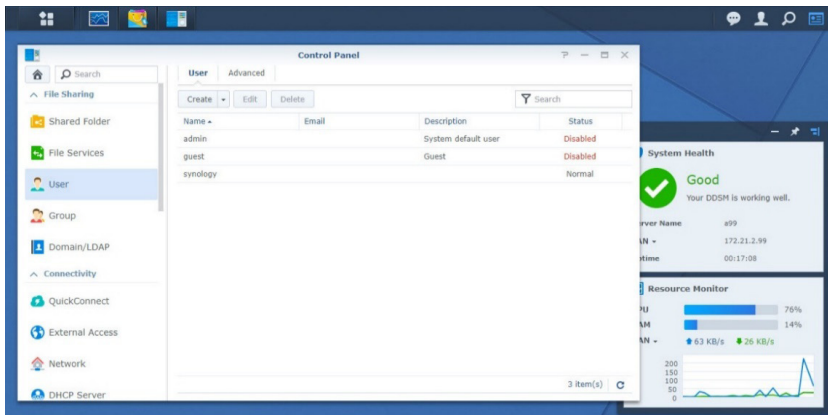 Control Panel
Search
File Sharing
Shared Folder
File Services
User
Group
Domain/LDAP
Connectivity
QuickConnect
External Access
Network
DHCP Server
User Advanced
Create Edit Delete Search
Name Email Description Status
admin System default user Disabled
guest Guest Disabled
synology Normal
3 item(s)
System Health
Good
Your DDSM is working well.
rver Name a99
AN 172.21.2.99
ptime 00:17:08
Resource Monitor
PU 76%
AM 14%
AN 63 KB/s 26 KB/s
200
150
100
50
0